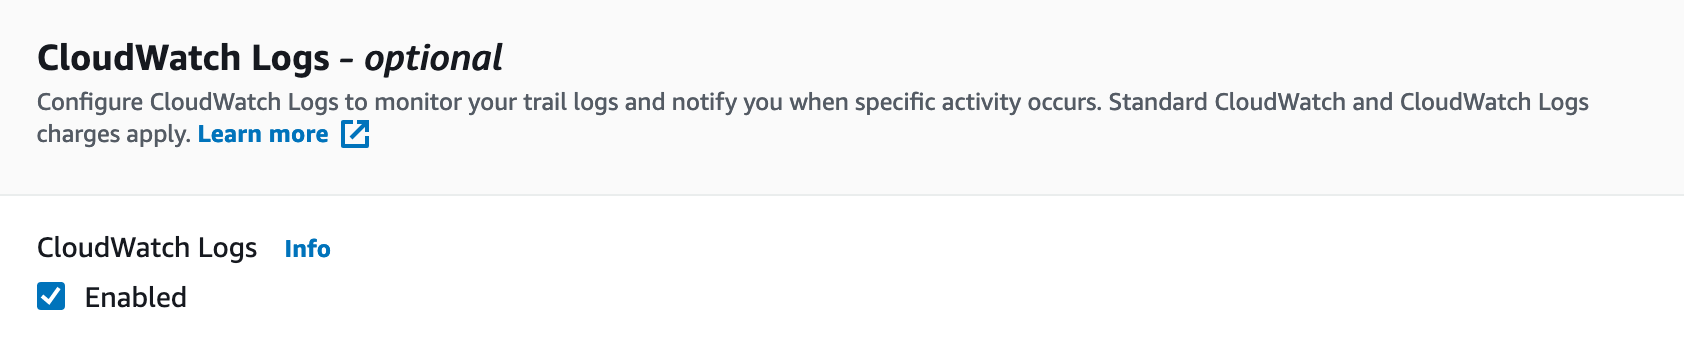 CloudWatch Logs - optional
Configure CloudWatch Logs to monitor your trail logs and notify you when specific activity occurs. Standard CloudWatch and CloudWatch Logs
charges apply. Learn more
CloudWatch Logs Info
Enabled